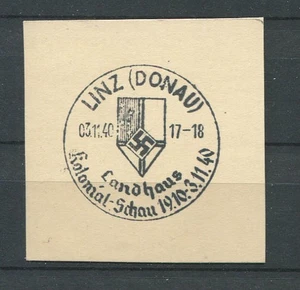 LINZ (DONAU)
03.11.40 17-18
Landhaus
Kolonial-Schau 19.10-3.11.40